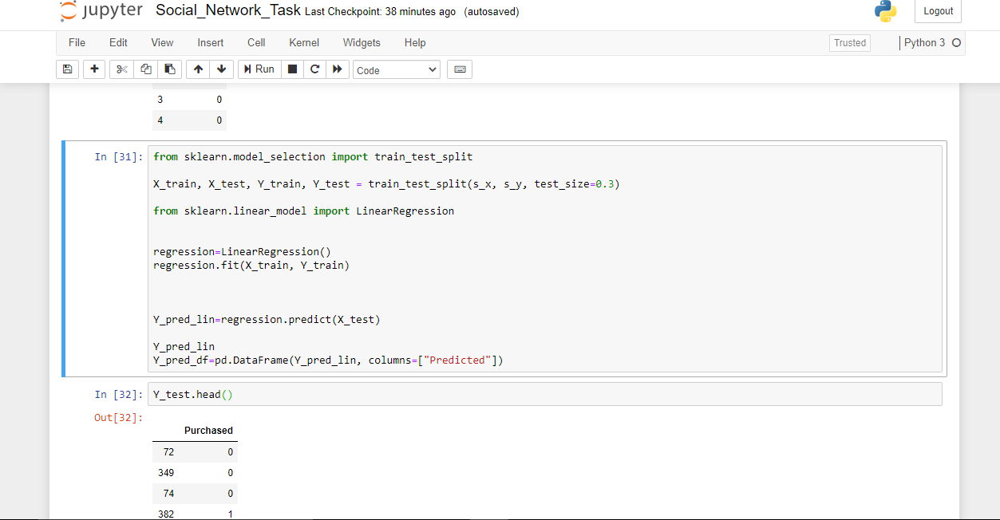 jupyter Social_Network_Task Last Checkpoint: 38 minutes ago (autosaved) Logout
File Edit View Insert Cell Kernel Widgets Help Trusted Python 3
Run Code
3 0
4 0
In [31]: from sklearn.model_selection import train_test_split
X_train, X_test, Y_train, Y_test = train_test_split(s_x, s_y, test_size=0.3)
from sklearn.linear_model import LinearRegression
regression=LinearRegression()
regression.fit(X_train, Y_train)
Y_pred_lin=regression.predict(X_test)
Y_pred_lin
Y_pred_df=pd.DataFrame(Y_pred_lin, columns=["Predicted"])
In [32]: Y_test.head()
Out[32]:
Purchased
72 0
349 0
74 0
382 1